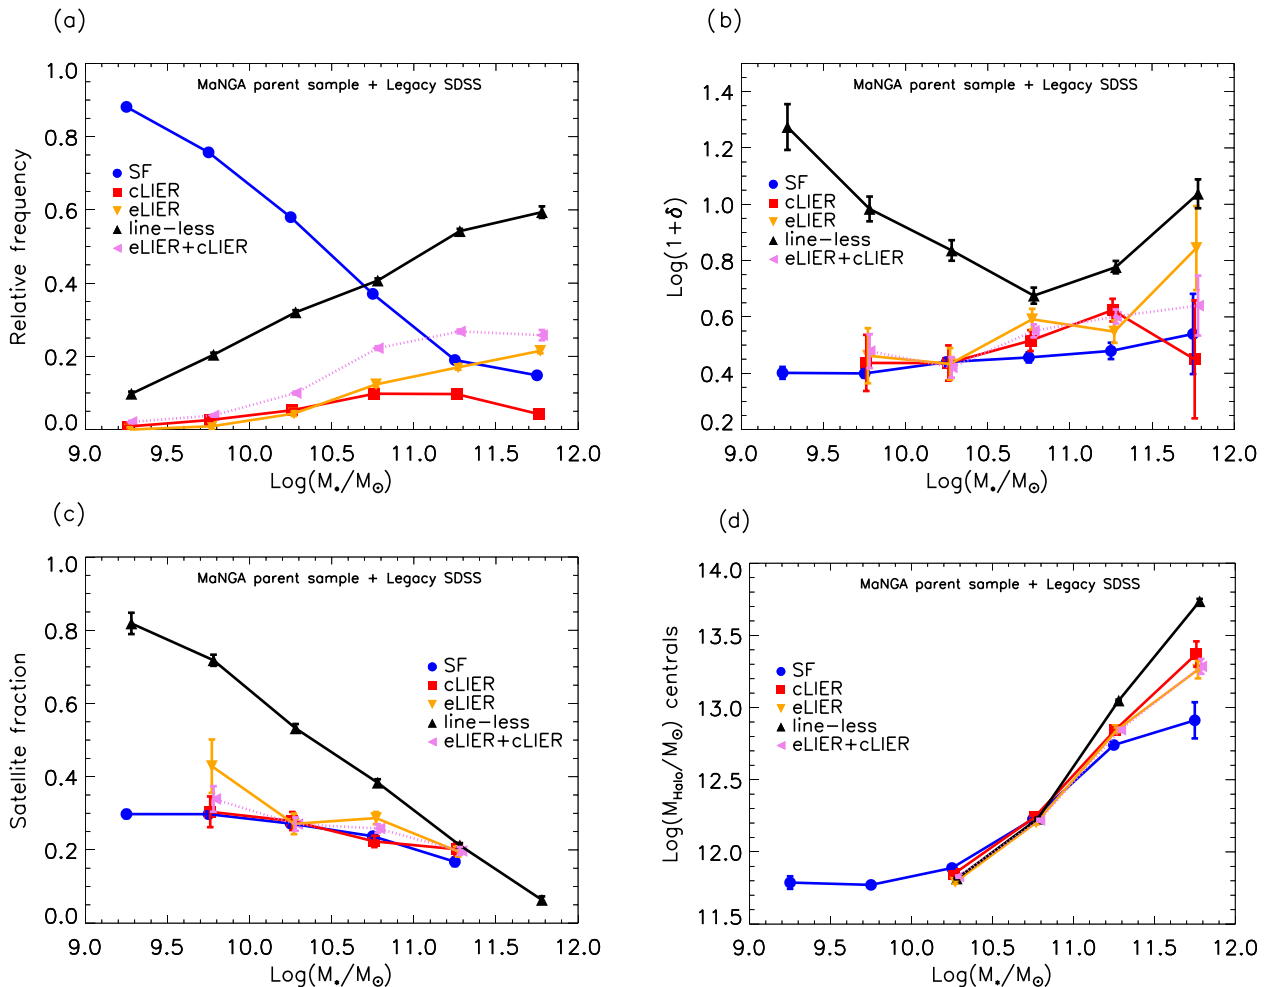 (a)
MaNGA parent sample + Legacy SDSS
Relative frequency
1.0
0.8
0.6
0.4
0.2
0.0
SF
cLIER
eLIER
line-less
eLIER+cLIER
9.0 9.5 10.0 10.5 11.0 11.5 12.0
Log(M*/M⊙)
(b)
MaNGA parent sample + Legacy SDSS
Log(1+δ)
1.4
1.2
1.0
0.8
0.6
0.4
0.2
SF
cLIER
eLIER
line-less
eLIER+cLIER
9.0 9.5 10.0 10.5 11.0 11.5 12.0
Log(M*/M⊙)
(c)
MaNGA parent sample + Legacy SDSS
Satellite fraction
1.0
0.8
0.6
0.4
0.2
0.0
SF
cLIER
eLIER
line-less
eLIER+cLIER
9.0 9.5 10.0 10.5 11.0 11.5 12.0
Log(M*/M⊙)
(d)
MaNGA parent sample + Legacy SDSS
Log(MHalo/M⊙) centrals
14.0
13.5
13.0
12.5
12.0
11.5
SF
cLIER
eLIER
line-less
eLIER+cLIER
9.0 9.5 10.0 10.5 11.0 11.5 12.0
Log(M*/M⊙)